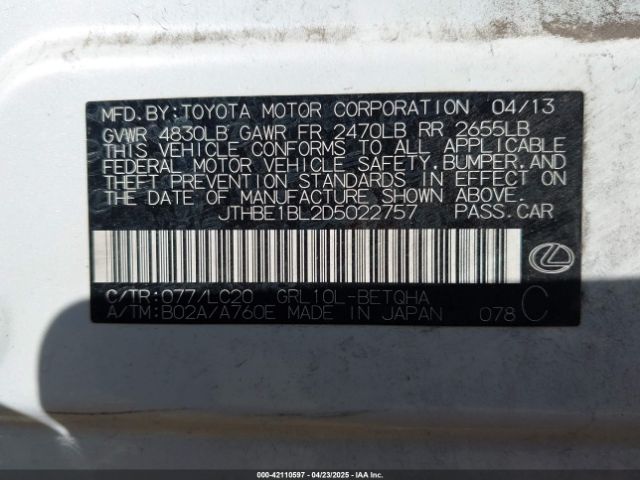 MFD.BY:TOYOTA MOTOR CORPORATION 04/13
GVWR 4830LB GAWR FR 2470LB RR 2655LB
THIS VEHICLE CONFORMS TO ALL APPLICABLE
FEDERAL MOTOR VEHICLE SAFETY,BUMPER,AND
THEFT PREVENTION STANDARDS IN EFFECT ON
THE DATE OF MANUFACTURE SHOWN ABOVE.
JTHBE1BL2D5022757 PASS.CAR
C/TR:077/LC20 GRL10L-BETQHA
A/TM:B02A/A760E MADE IN JAPAN 078 C
000-42110597 - 04/23/2025 - IAAI.COM